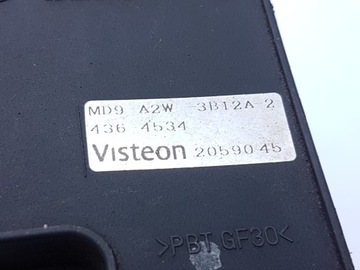 MD9 A2W -3B12A-2
436 4534
Visteon 2059045
>PBT GF30<